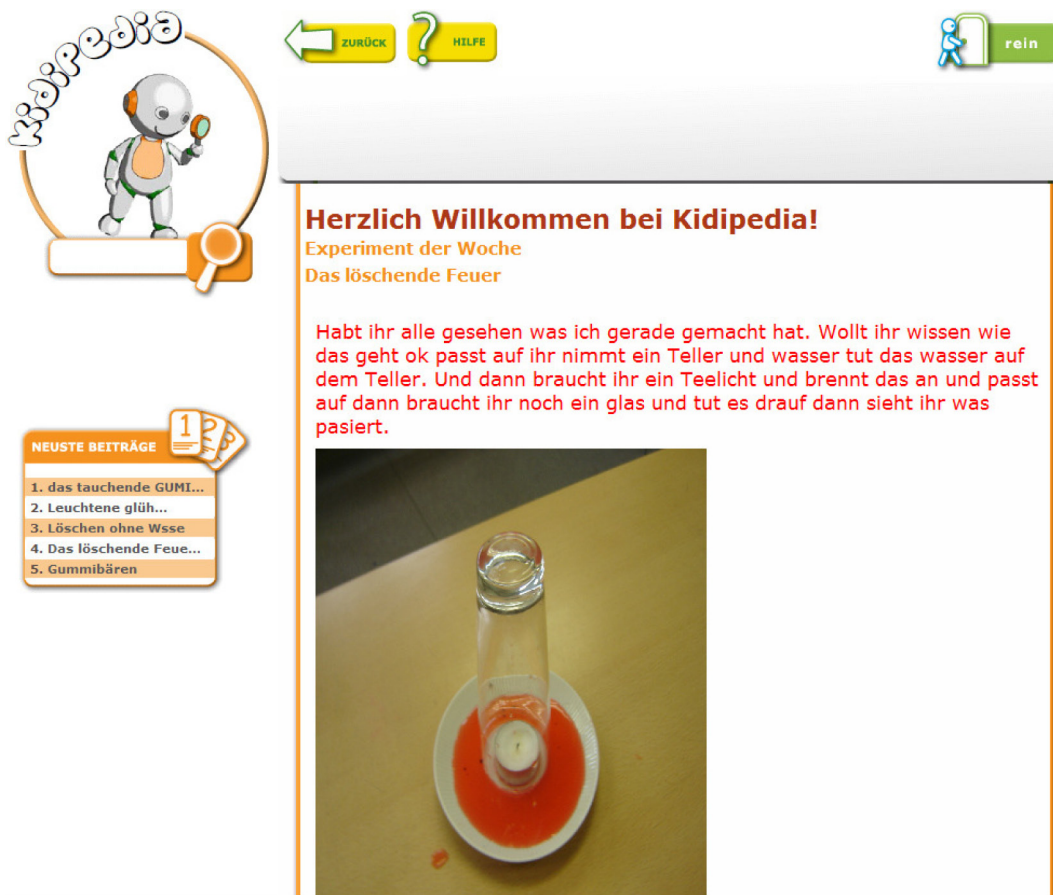 kidipedia
ZURÜCK
HILFE
rein
Herzlich Willkommen bei Kidipedia!
Experiment der Woche
Das löschende Feuer
Habt ihr alle gesehen was ich gerade gemacht hat. Wollt ihr wissen wie
das geht ok passt auf ihr nimmt ein Teller und wasser tut das wasser auf
dem Teller. Und dann braucht ihr ein Teelicht und brennt das an und passt
auf dann braucht ihr noch ein glas und tut es drauf dann sieht ihr was
pasiert.
NEUSTE BEITRÄGE
1 2 3
1. das tauchende GUMI...
2. Leuchtene glüh...
3. Löschen ohne Wsse
4. Das löschende Feue...
5. Gummibären